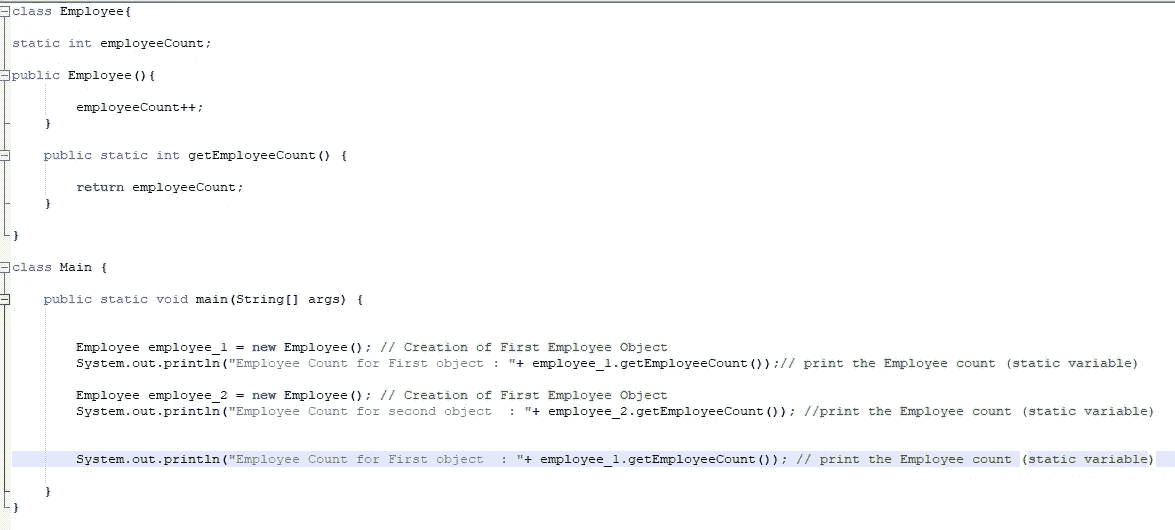 class Employee{
static int employeeCount;
public Employee(){
employeeCount++;
}
public static int getEmployeeCount() {
return employeeCount;
}
}
class Main {
public static void main(String[] args) {
Employee employee_1 = new Employee(); // Creation of First Employee Object
System.out.println("Employee Count for First object : "+ employee_1.getEmployeeCount());// print the Employee count (static variable)
Employee employee_2 = new Employee(); // Creation of First Employee Object
System.out.println("Employee Count for second object  : "+ employee_2.getEmployeeCount()); //print the Employee count (static variable)
System.out.println("Employee Count for First object  : "+ employee_1.getEmployeeCount()); // print the Employee count (static variable)
}
}